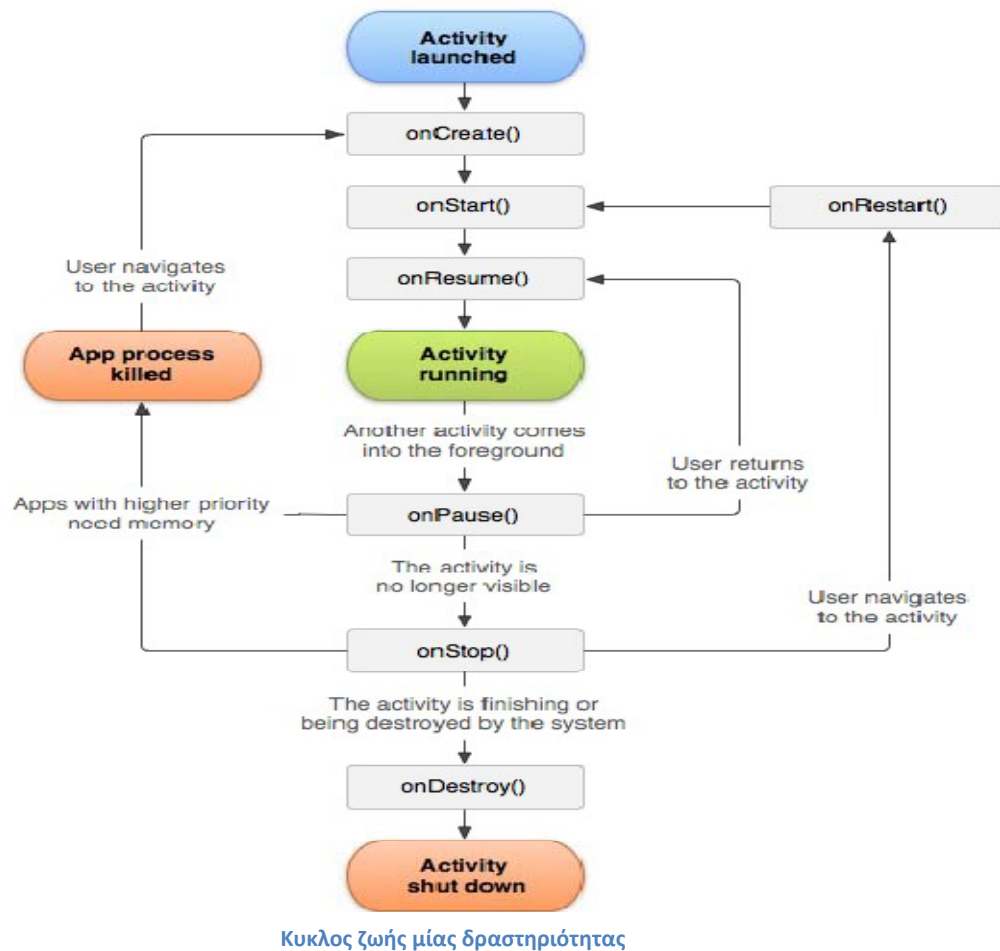 Activity
launched
onCreate()
onStart()
onRestart()
onResume()
User navigates
to the activity
App process
killed
Activity
running
Another activity comes
into the foreground
User returns
to the activity
Apps with higher priority
need memory
onPause()
The activity is
no longer visible
User navigates
to the activity
onStop()
The activity is finishing or
being destroyed by the system
onDestroy()
Activity
shut down
Κυκλος ζωής μίας δραστηριότητας